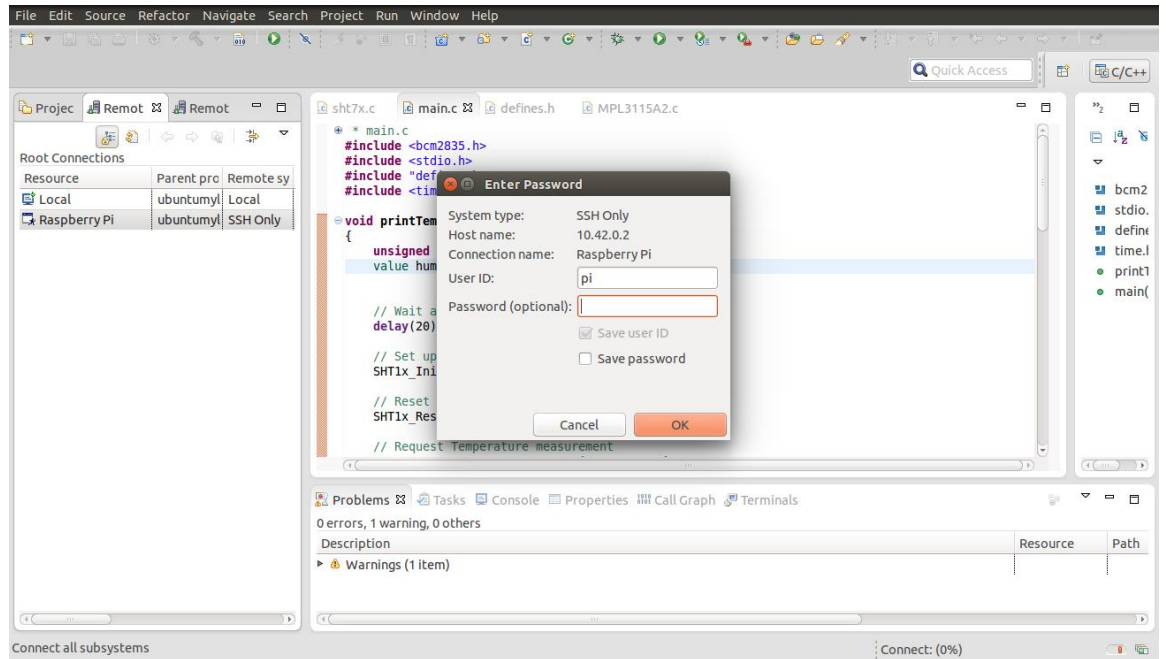 File Edit Source Refactor Navigate Search Project Run Window Help
Quick Access
C/C++
Projec Remot Remot
Root Connections
Resource Parent pro Remote sy
Local ubuntumyl Local
Raspberry Pi ubuntumyl SSH Only
sht7x.c main.c defines.h MPL3115A2.c
* main.c
#include <bcm2835.h>
#include <stdio.h>
#include "def
#include <tim
void printTem
{
unsigned
value hum
// Wait a
delay(20)
// Set up
SHT1x_Ini
// Reset
SHT1x_Res
// Request Temperature measurement
Enter Password
System type: SSH Only
Host name: 10.42.0.2
Connection name: Raspberry Pi
User ID: pi
Password (optional):
Save user ID
Save password
Cancel OK
2
bcm2
stdio.
define
time.h
printT
main(
Problems Tasks Console Properties Call Graph Terminals
0 errors, 1 warning, 0 others
Description Resource Path
Warnings (1 item)
Connect all subsystems Connect: (0%)